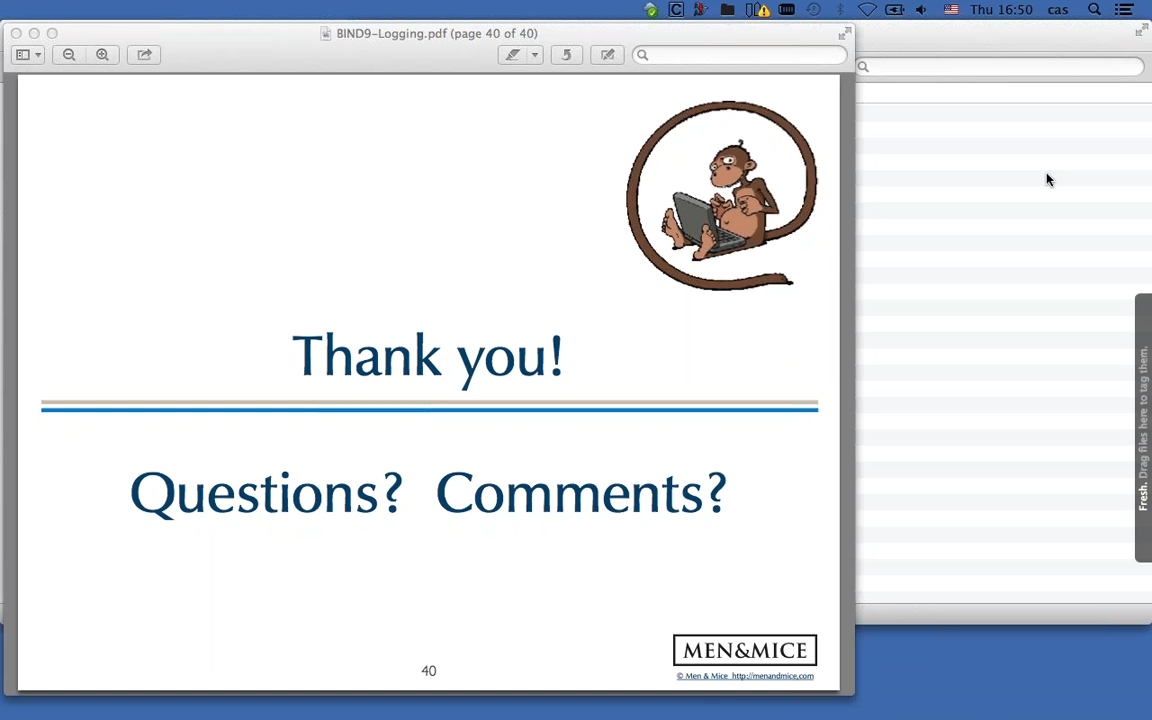 Thu 16:50 cas
BIND9-Logging.pdf (page 40 of 40)
Thank you!
Questions? Comments?
MEN&MICE
© Men & Mice http://menandmice.com
40
Fresh. Drag files here to tag them.